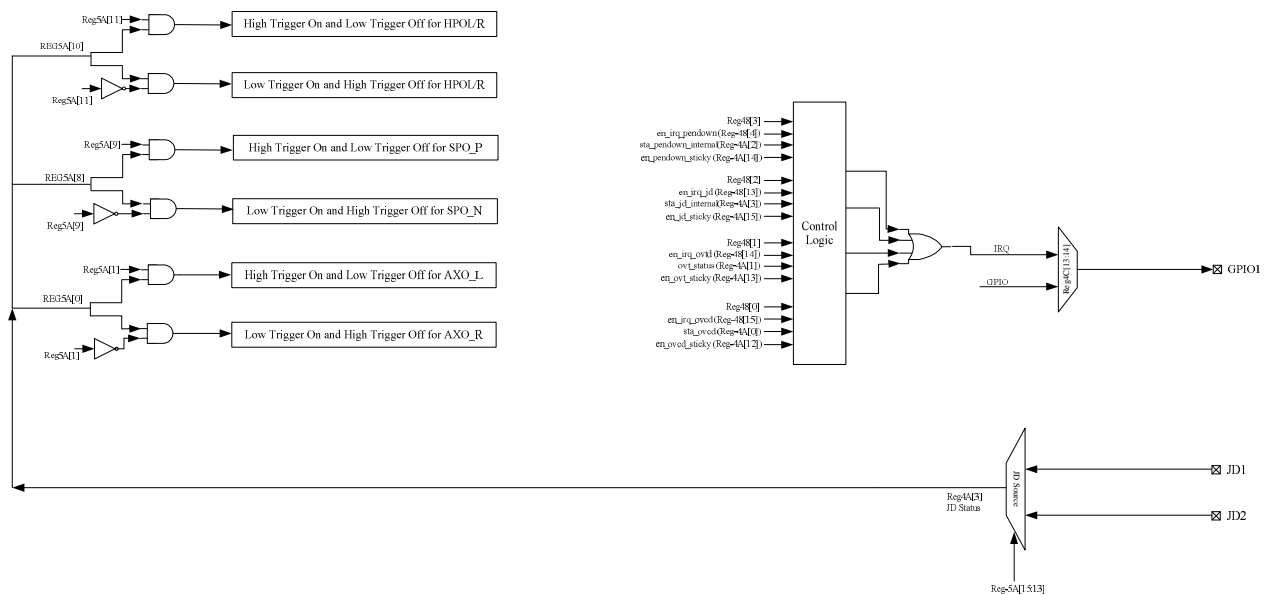 Reg5A[11]
High Trigger On and Low Trigger Off for HPOL/R
REG5A[10]
Low Trigger On and High Trigger Off for HPOL/R
Reg5A[11]
Reg5A[9]
High Trigger On and Low Trigger Off for SPO_P
REG5A[8]
Low Trigger On and High Trigger Off for SPO_N
Reg5A[9]
Reg5A[1]
High Trigger On and Low Trigger Off for AXO_L
REG5A[0]
Low Trigger On and High Trigger Off for AXO_R
Reg5A[1]
Reg48[3]
en_irq_pendown(Reg-48[4])
sta_pendown_internal(Reg-4A[2])
en_pendown_sticky(Reg-4A[14])
Reg48[2]
en_irq_jd(Reg-48[13])
sta_jd_internal(Reg-4A[3])
en_jd_sticky(Reg-4A[15])
Reg48[1]
en_irq_ovtd(Reg-48[14])
ovt_status(Reg-4A[1])
en_ovt_sticky(Reg-4A[13])
Reg48[0]
en_irq_ovcd(Reg-48[15])
sta_ovcd(Reg-4A[0])
en_ovcd_sticky(Reg-4A[12])
Control
Logic
IRQ
GPIO
Reg4C[13:14]
GPIO1
JD1
JD2
JD Source
Reg4A[3]
JD Status
Reg-5A[15:13]